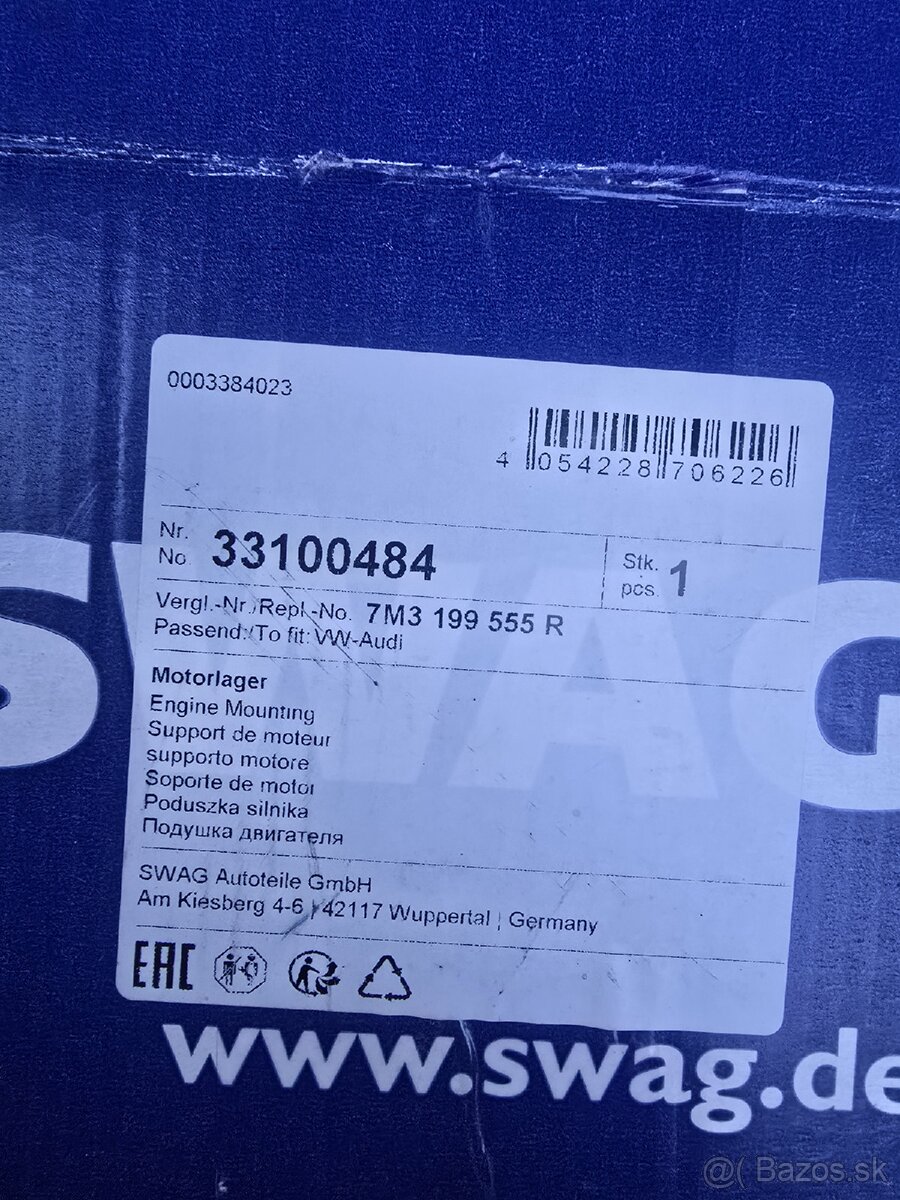 0003384023
4 054228 706226
Nr.
No 33100484
Stk.
pcs. 1
Vergl.-Nr./Repl.-No. 7M3 199 555 R
Passend:/To fit: VW-Audi
Motorlager
Engine Mounting
Support de moteur
supporto motore
Soporte de motor
Poduszka silnika
Подушка двигателя
SWAG Autoteile GmbH
Am Kiesberg 4-6 | 42117 Wuppertal | Germany
EAC
SWAG
www.swag.de
@( Bazos.sk